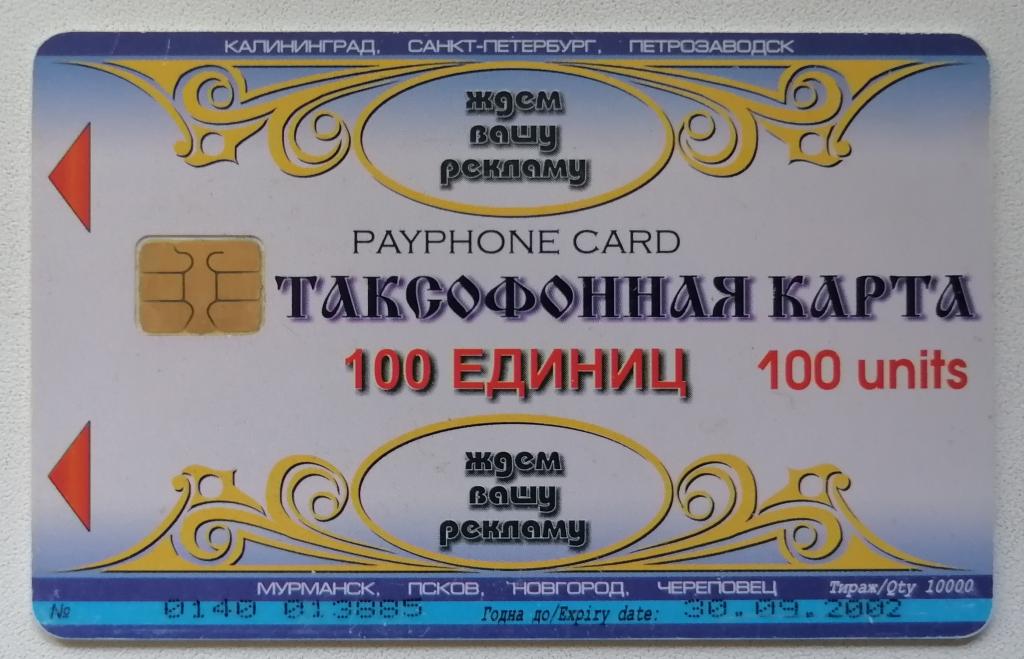 КАЛИНИНГРАД, САНКТ-ПЕТЕРБУРГ, ПЕТРОЗАВОДСК
ждем
вашу
рекламу
PAYPHONE CARD
ТАКСОФОННАЯ КАРТА
100 ЕДИНИЦ 100 units
ждем
вашу
рекламу
МУРМАНСК, ПСКОВ, НОВГОРОД, ЧЕРЕПОВЕЦ Тираж/Qty 10000
№ 0140 013885 Годна до/Expiry date: 30.09.2002